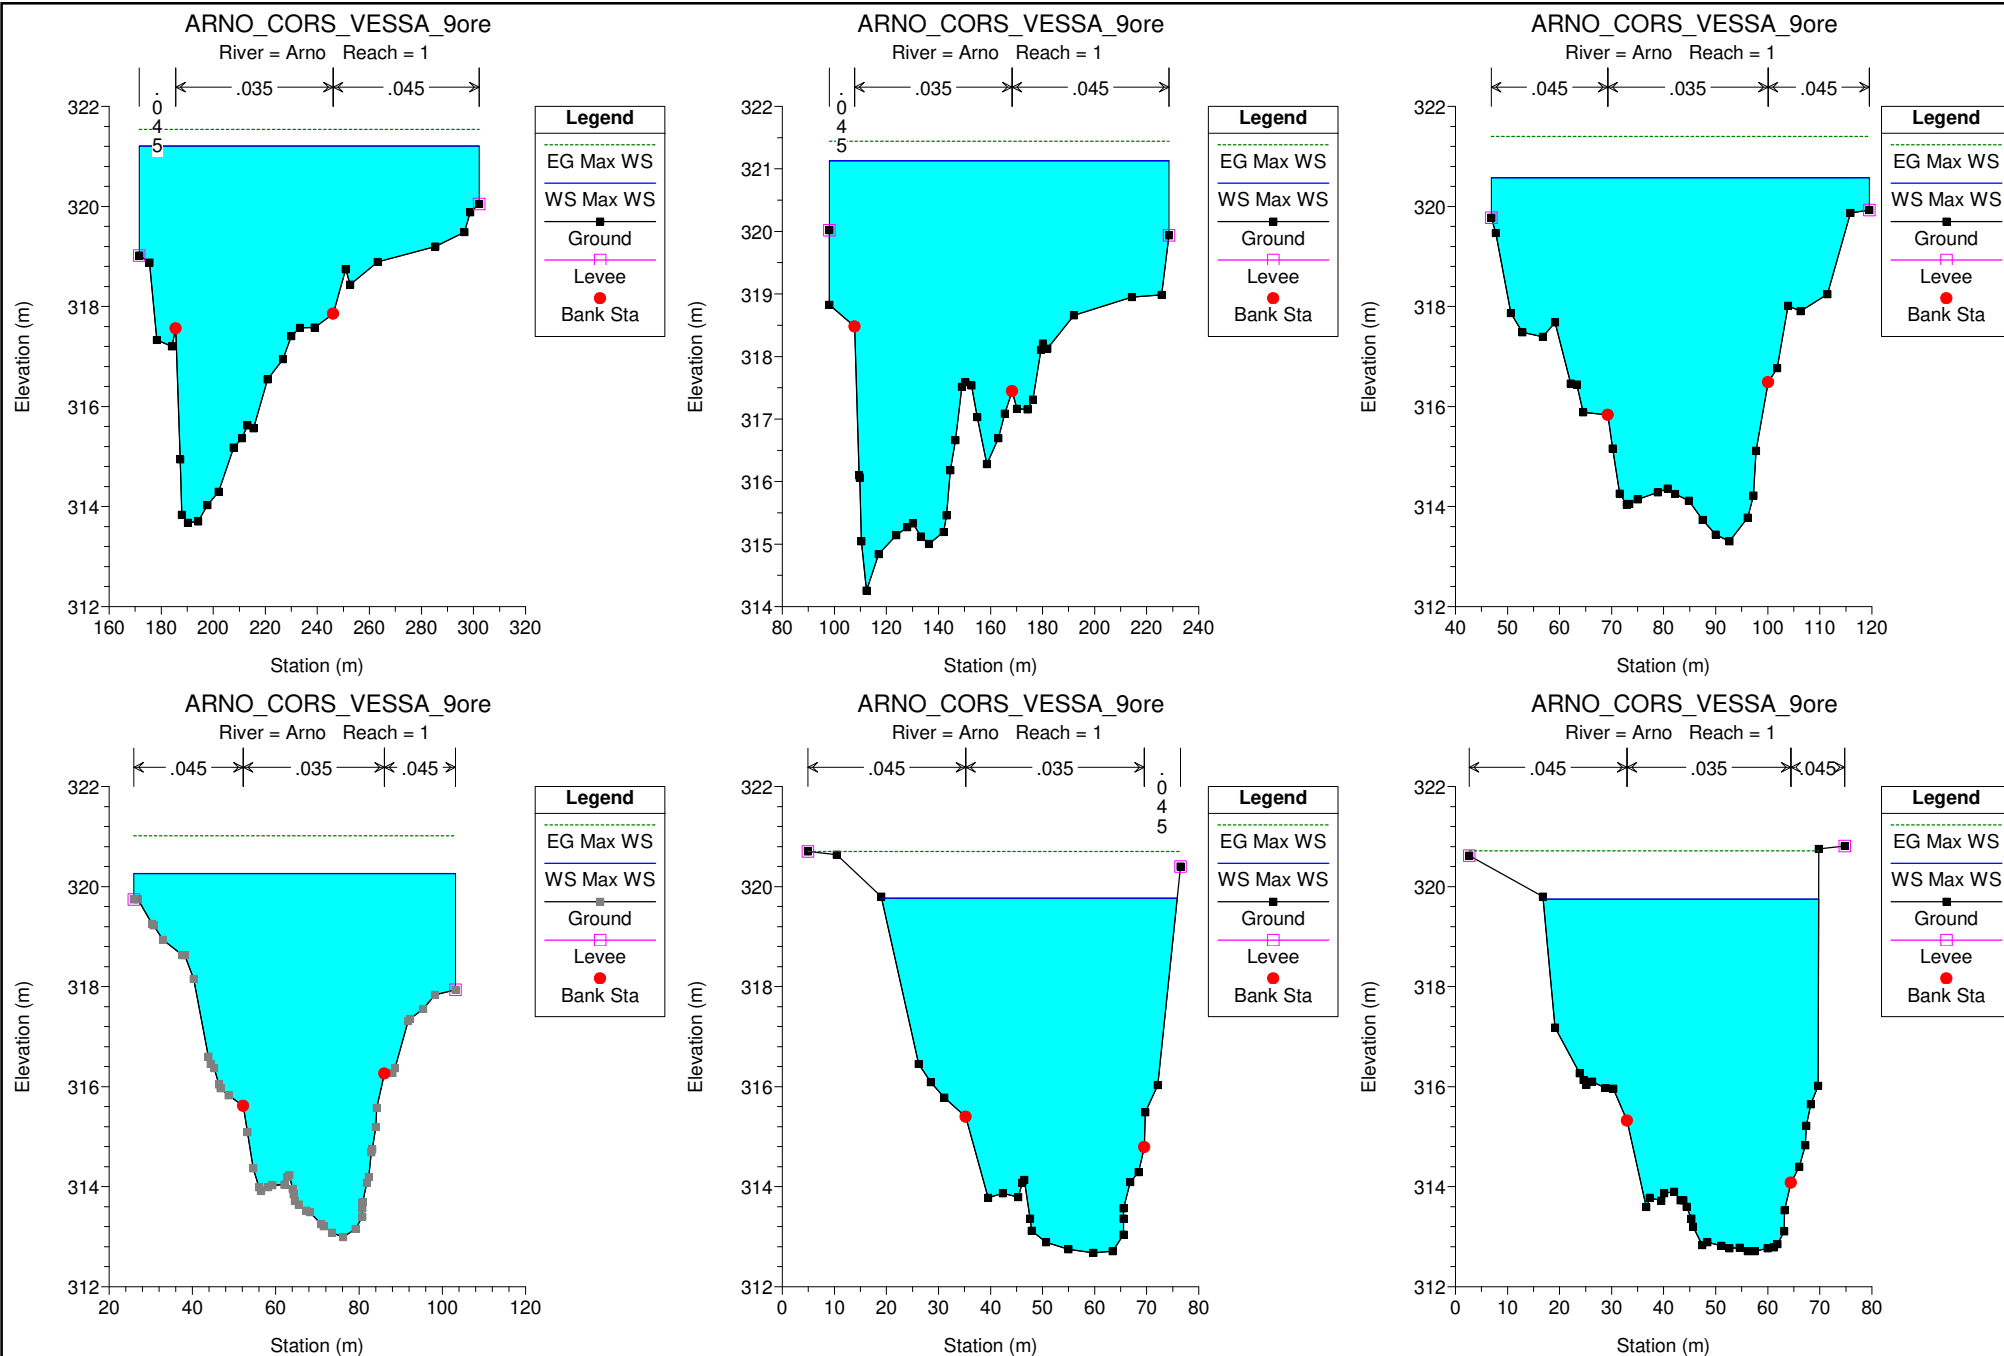 ARNO_CORS_VESSA_9ore
River = Arno Reach = 1
.045 .035 .045
322
320
318
316
314
312
160 180 200 220 240 260 280 300 320
Elevation (m)
Station (m)
Legend
EG Max WS
WS Max WS
Ground
Levee
Bank Sta
ARNO_CORS_VESSA_9ore
River = Arno Reach = 1
.045 .035 .045
322
321
320
319
318
317
316
315
314
80 100 120 140 160 180 200 220 240
Elevation (m)
Station (m)
Legend
EG Max WS
WS Max WS
Ground
Levee
Bank Sta
ARNO_CORS_VESSA_9ore
River = Arno Reach = 1
.045 .035 .045
322
320
318
316
314
312
40 50 60 70 80 90 100 110 120
Elevation (m)
Station (m)
Legend
EG Max WS
WS Max WS
Ground
Levee
Bank Sta
ARNO_CORS_VESSA_9ore
River = Arno Reach = 1
.045 .035 .045
322
320
318
316
314
312
20 40 60 80 100 120
Elevation (m)
Station (m)
Legend
EG Max WS
WS Max WS
Ground
Levee
Bank Sta
ARNO_CORS_VESSA_9ore
River = Arno Reach = 1
.045 .035 .045
322
320
318
316
314
312
0 10 20 30 40 50 60 70 80
Elevation (m)
Station (m)
Legend
EG Max WS
WS Max WS
Ground
Levee
Bank Sta
ARNO_CORS_VESSA_9ore
River = Arno Reach = 1
.045 .035 .045
322
320
318
316
314
312
0 10 20 30 40 50 60 70 80
Elevation (m)
Station (m)
Legend
EG Max WS
WS Max WS
Ground
Levee
Bank Sta